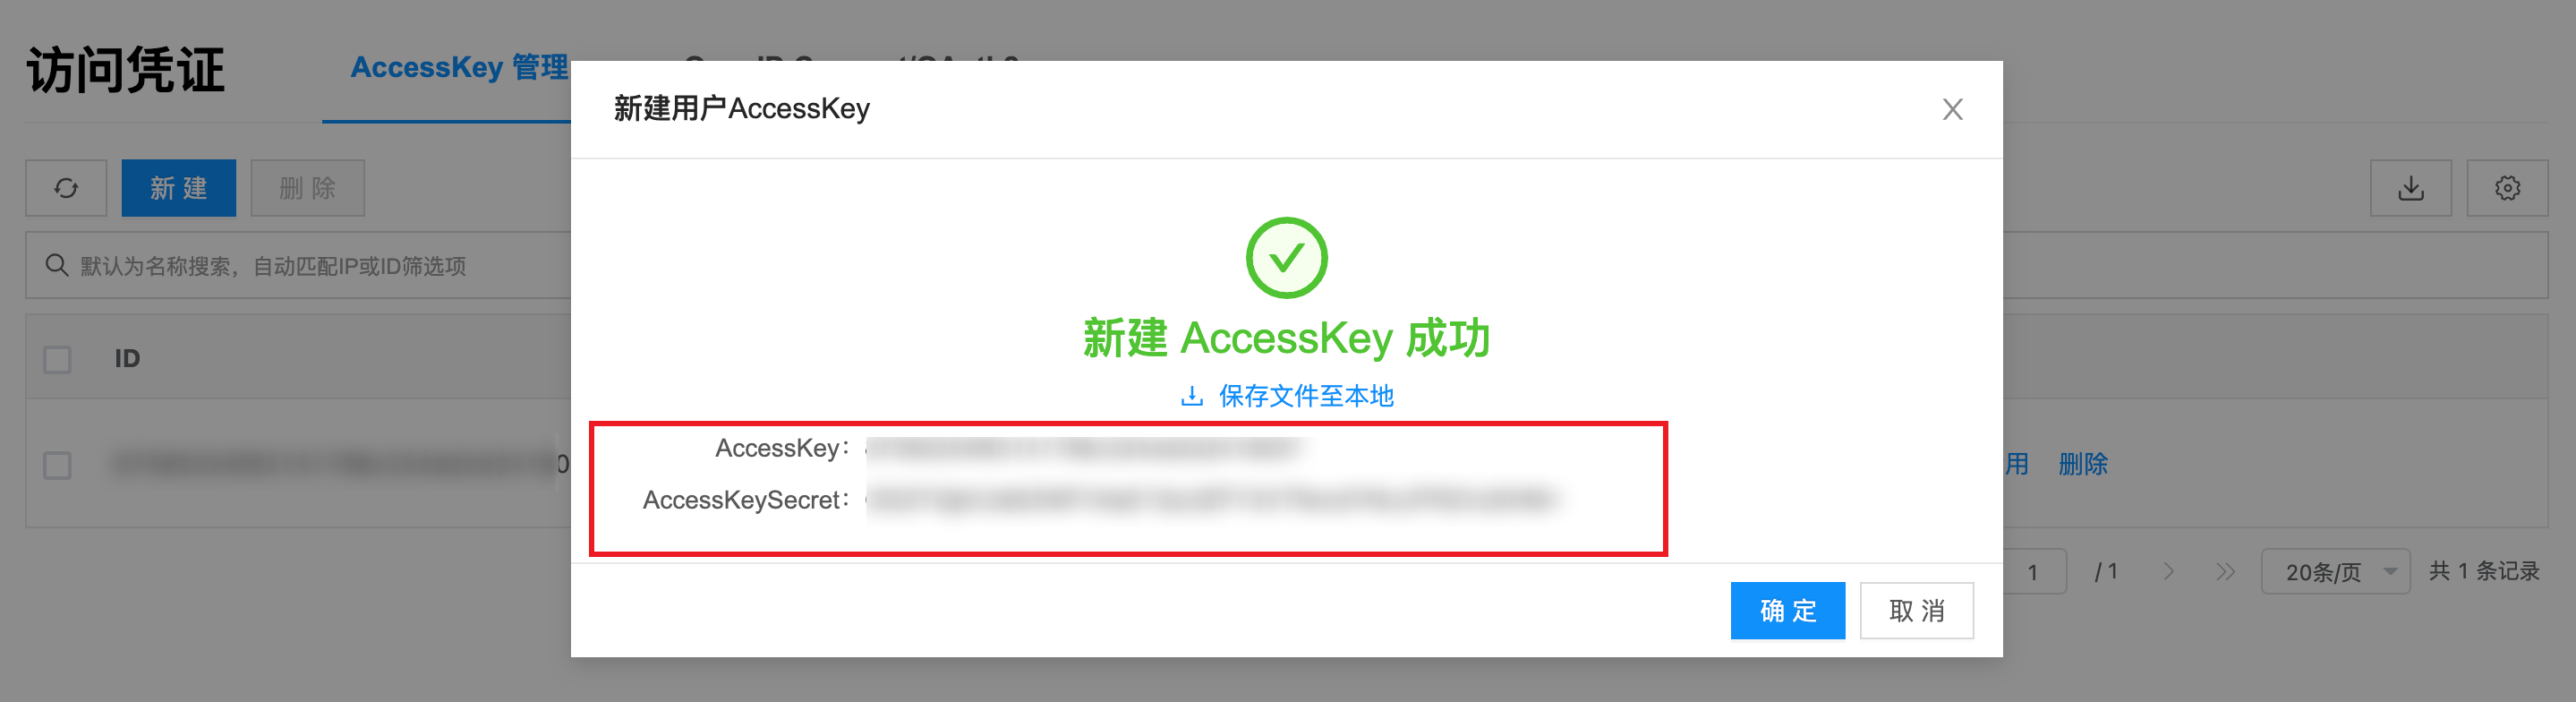 访问凭证
AccessKey 管理
新建用户AccessKey
新 建
删 除
默认为名称搜索，自动匹配IP或ID筛选项
新建 AccessKey 成功
保存文件至本地
ID
AccessKey：
AccessKeySecret：
0
用 删除
1 / 1 20条/页 共 1 条记录
确 定
取 消